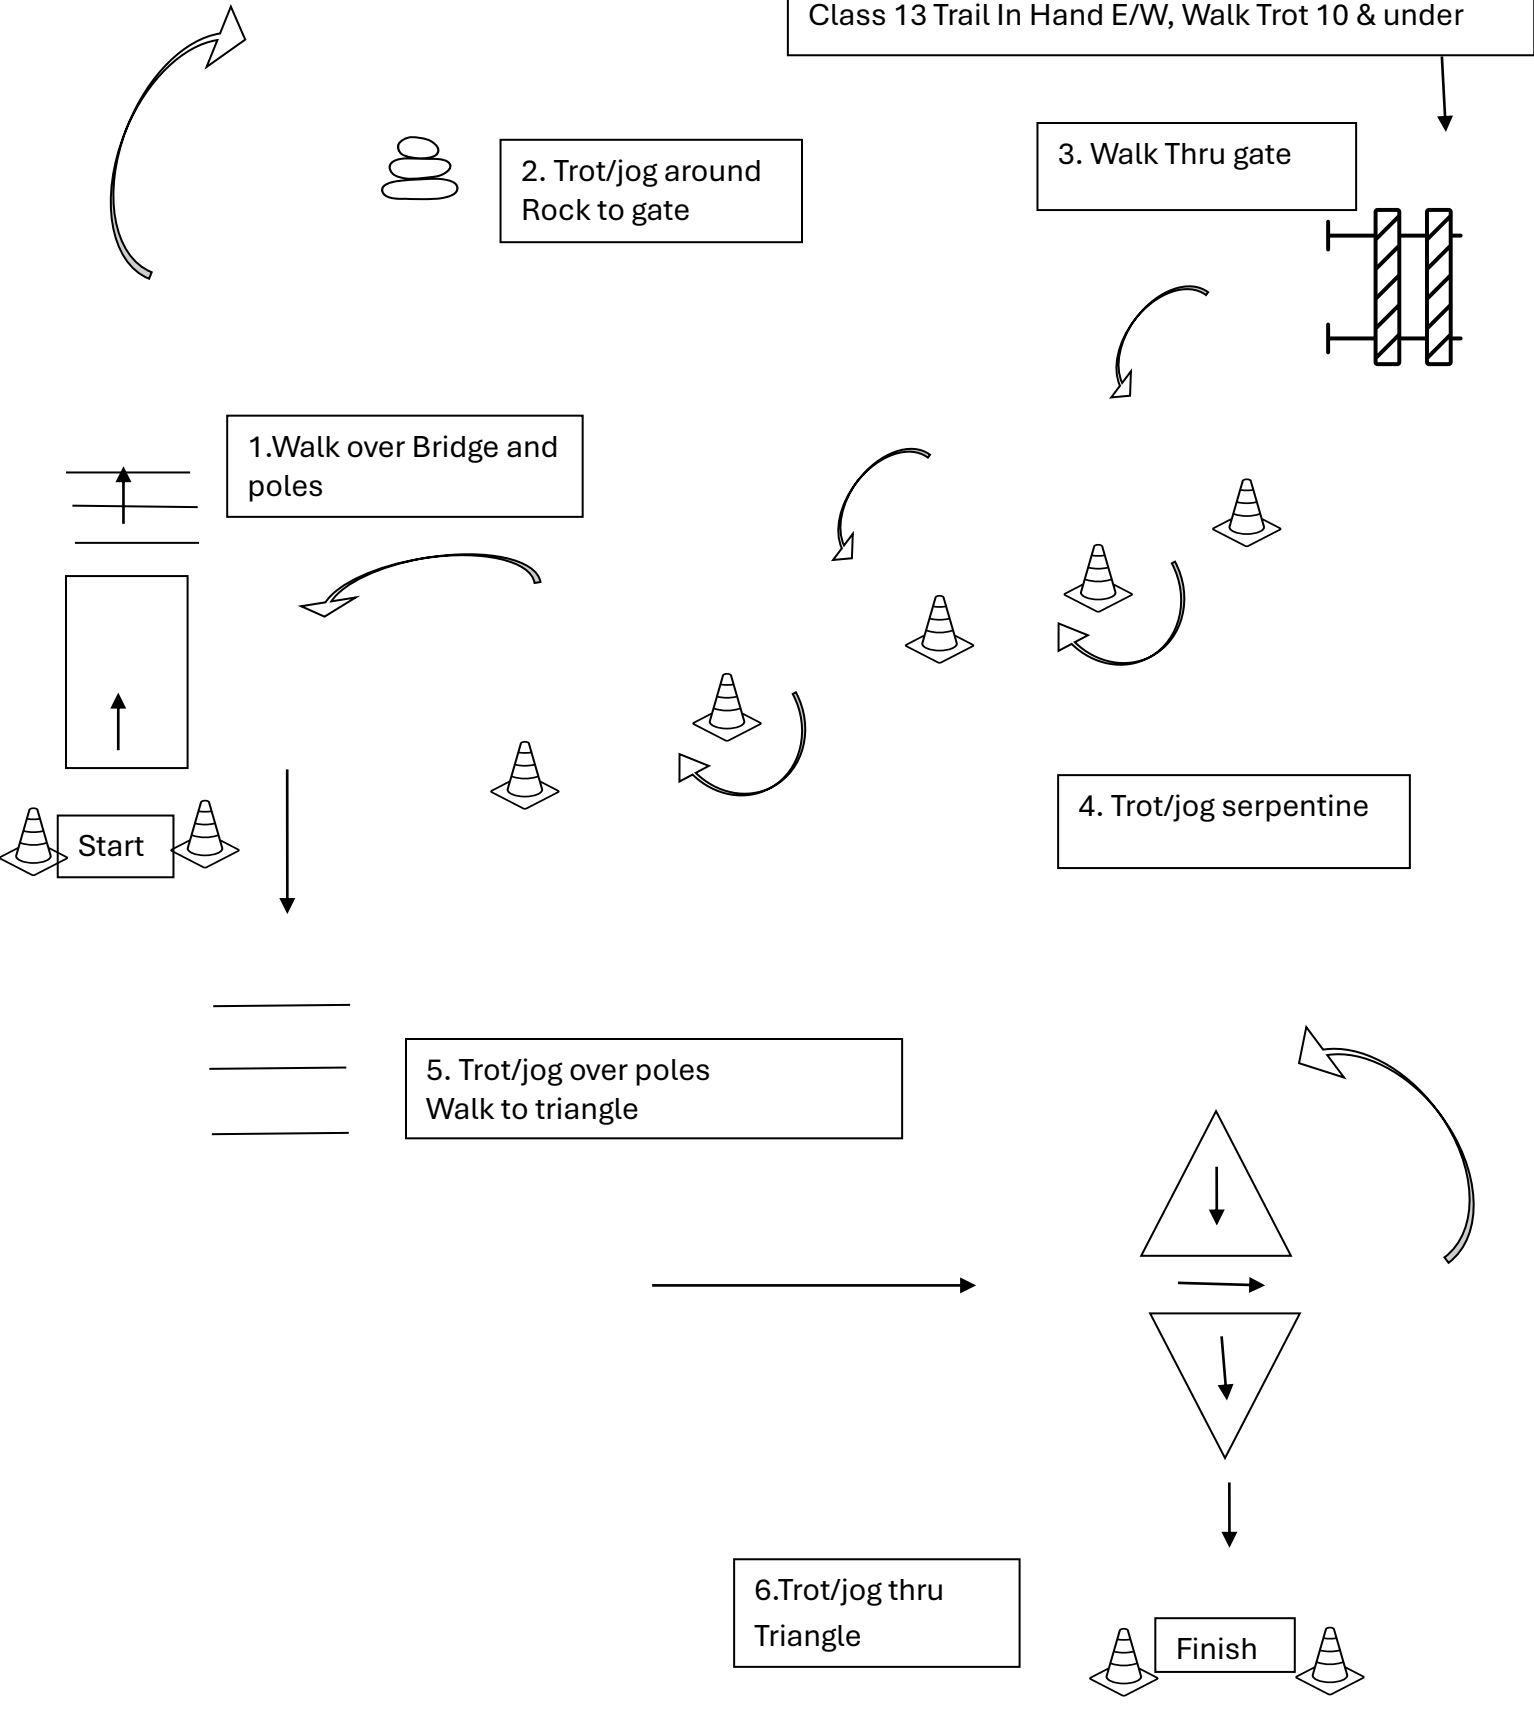 Class 13 Trail In Hand E/W, Walk Trot 10 & under
2. Trot/jog around
Rock to gate
3. Walk Thru gate
1.Walk over Bridge and
poles
Start
4. Trot/jog serpentine
5. Trot/jog over poles
Walk to triangle
6.Trot/jog thru
Triangle
Finish